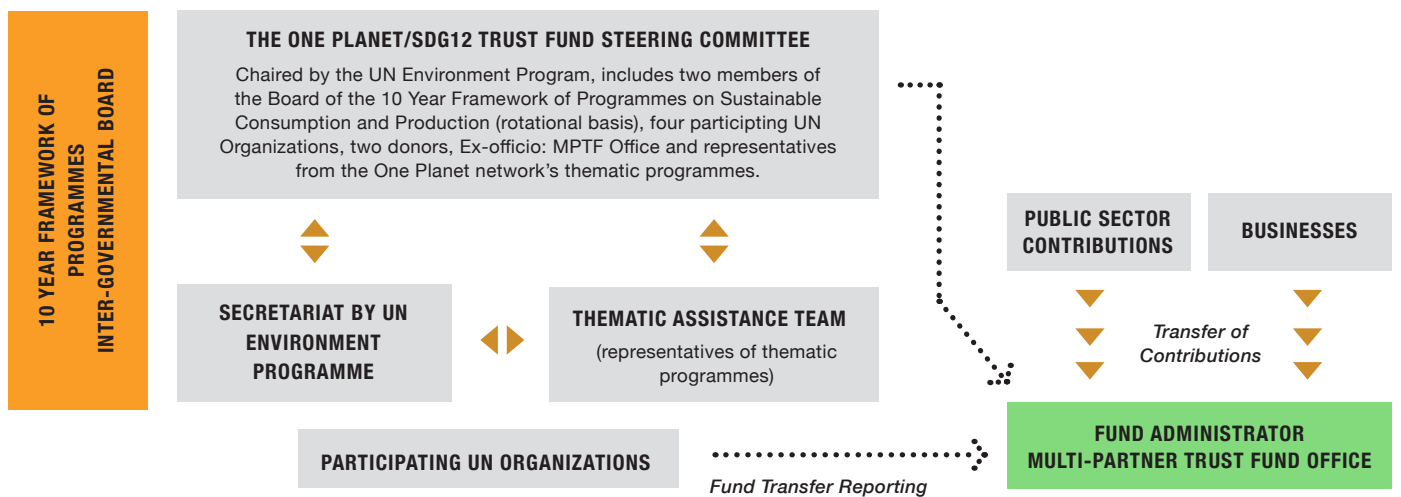 10 YEAR FRAMEWORK OF
PROGRAMMES
INTER-GOVERNMENTAL BOARD
THE ONE PLANET/SDG12 TRUST FUND STEERING COMMITTEE
Chaired by the UN Environment Program, includes two members of
the Board of the 10 Year Framework of Programmes on Sustainable
Consumption and Production (rotational basis), four particpting UN
Organizations, two donors, Ex-officio: MPTF Office and representatives
from the One Planet network’s thematic programmes.
SECRETARIAT BY UN
ENVIRONMENT
PROGRAMME
THEMATIC ASSISTANCE TEAM
(representatives of thematic
programmes)
PARTICIPATING UN ORGANIZATIONS
Fund Transfer Reporting
PUBLIC SECTOR
CONTRIBUTIONS
BUSINESSES
Transfer of
Contributions
FUND ADMINISTRATOR
MULTI-PARTNER TRUST FUND OFFICE